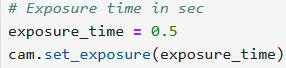 # Exposure time in sec
exposure_time = 0.5
cam.set_exposure(exposure_time)